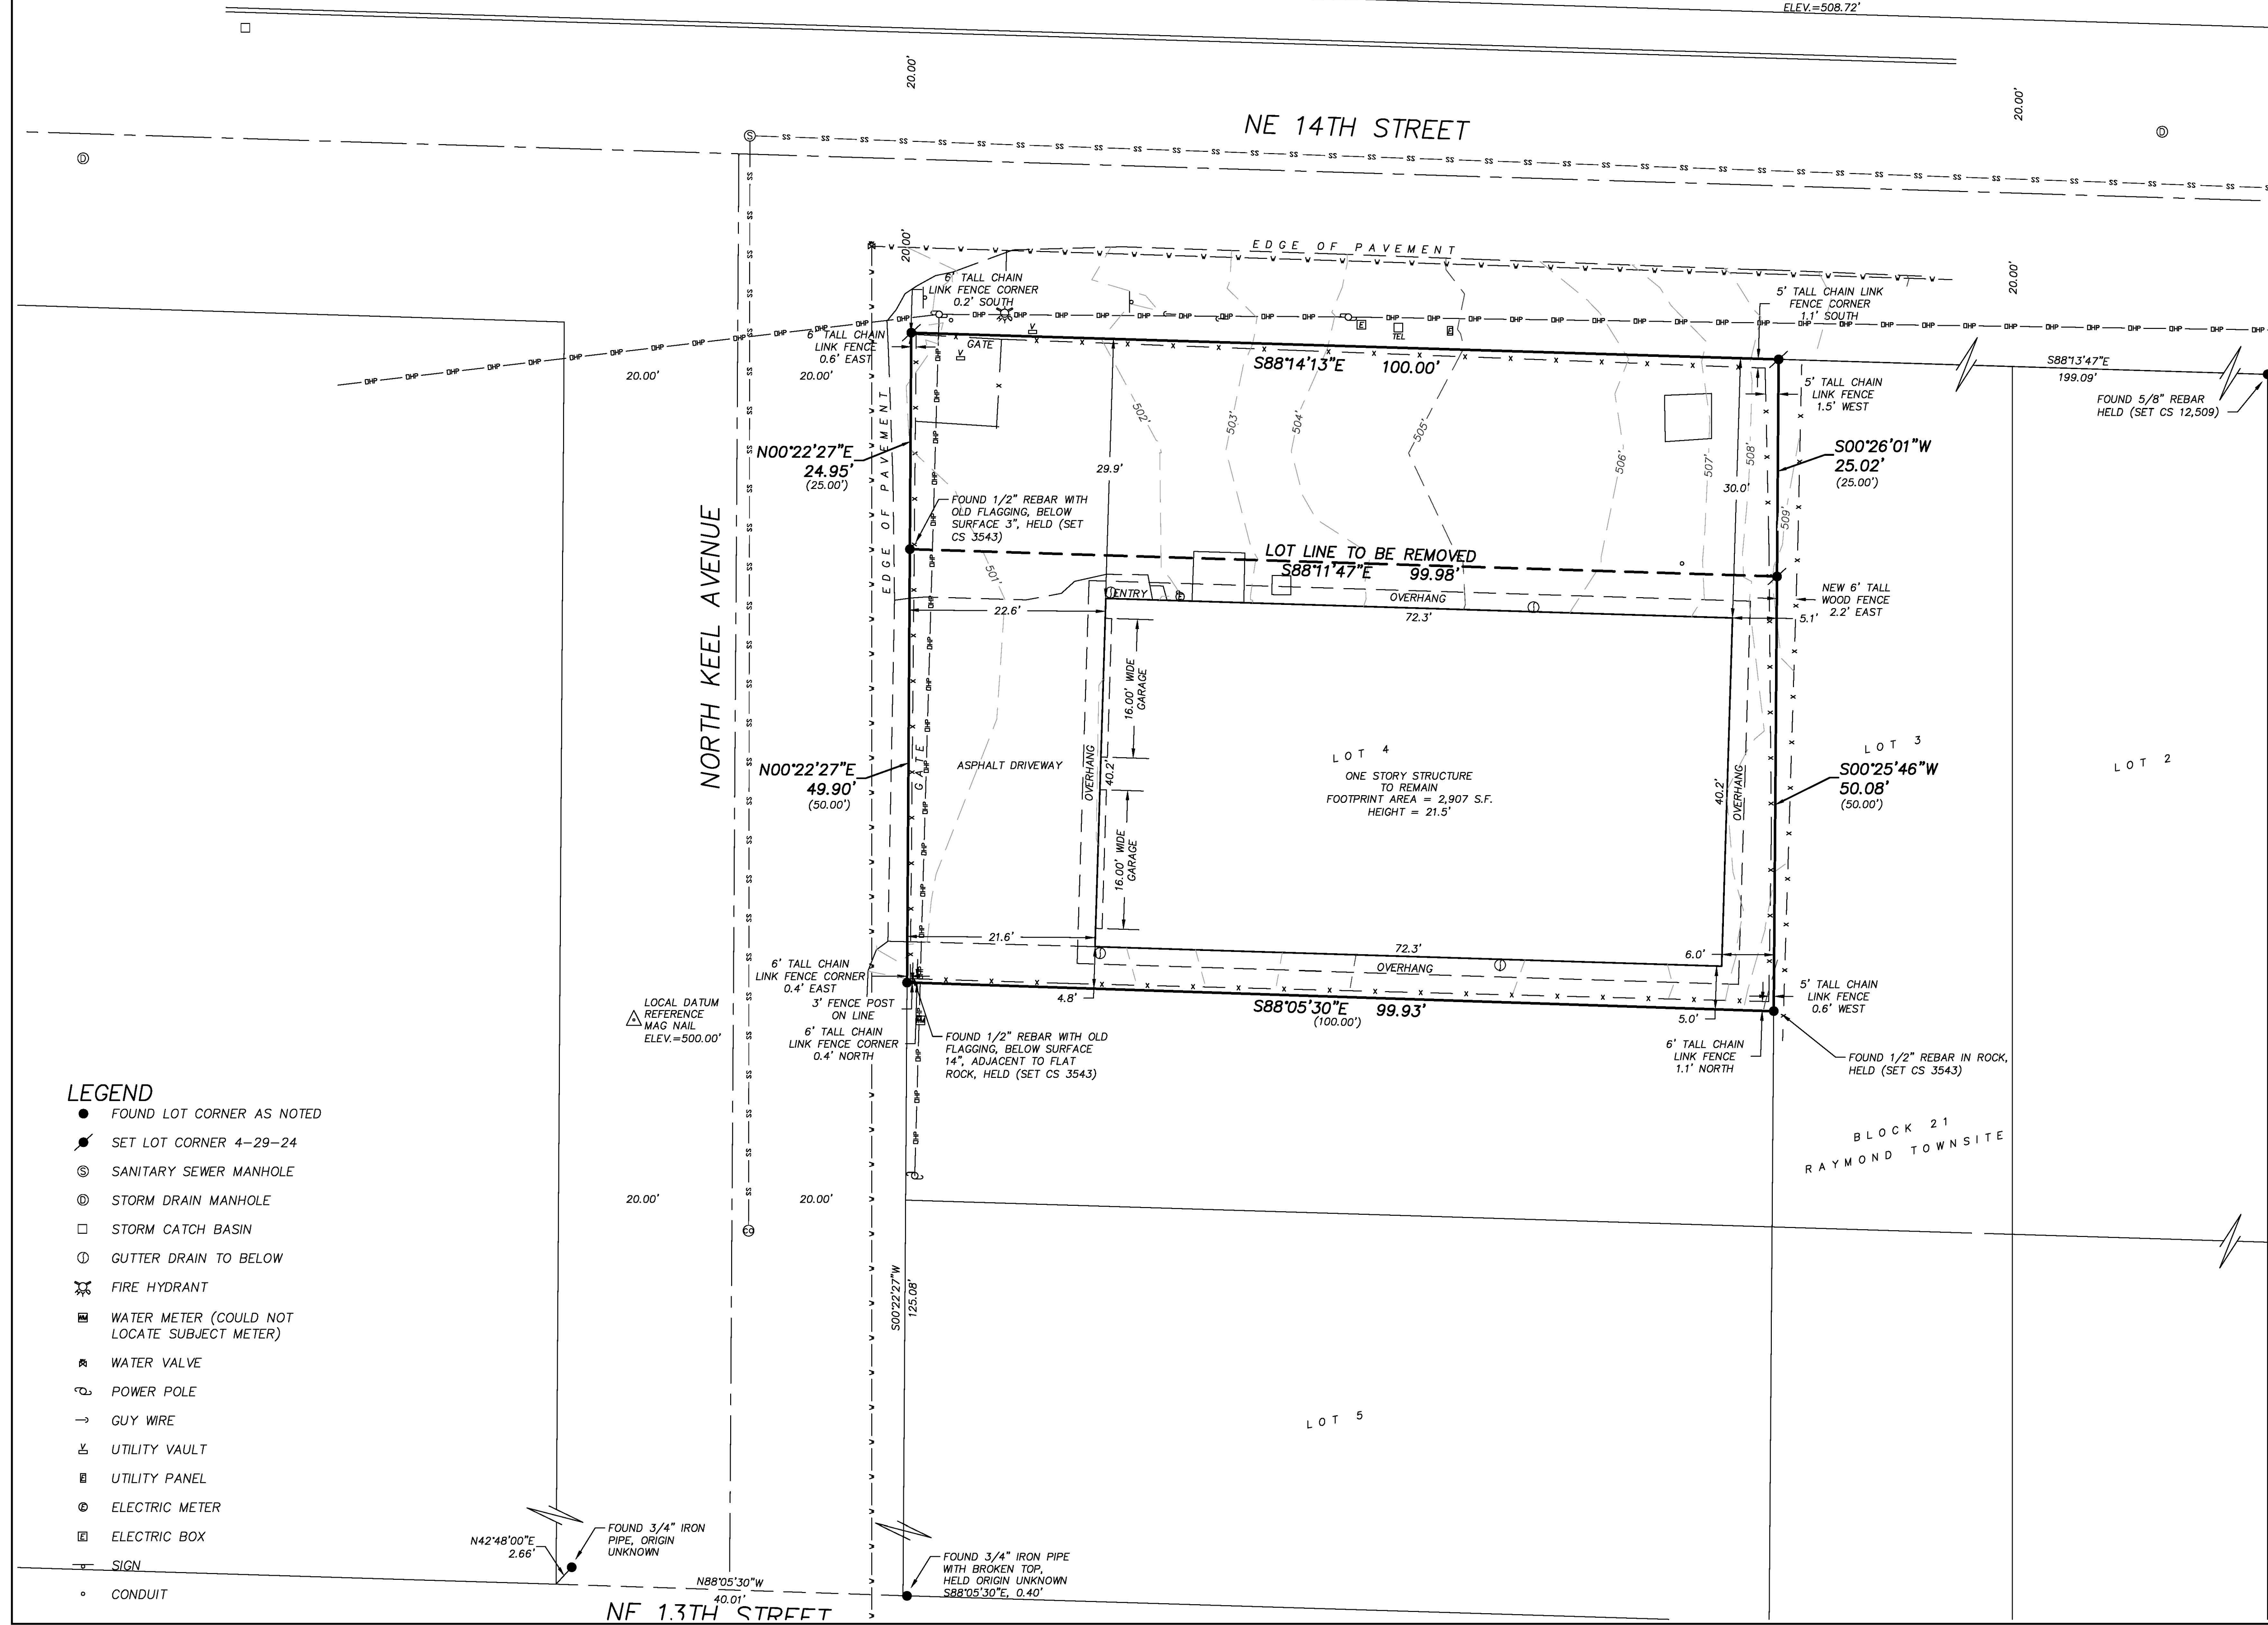 ELEV.=508.72'
20.00'
20.00'
NE 14TH STREET
S
D
D
SS
20.00'
20.00'
EDGE OF PAVEMENT
6' TALL CHAIN
LINK FENCE CORNER
0.2' SOUTH
5' TALL CHAIN LINK
FENCE CORNER
1.1' SOUTH
OHP
6' TALL CHAIN
LINK FENCE
0.6' EAST
GATE
V
V
E
TEL
E
S88°14'13"E 100.00'
S88°13'47"E
199.09'
20.00'
20.00'
5' TALL CHAIN
LINK FENCE
1.5' WEST
FOUND 5/8" REBAR
HELD (SET CS 12,509)
EDGE OF PAVEMENT
N00°22'27"E
24.95'
(25.00')
29.9'
502'
503'
504'
505'
506'
507'
508'
30.0'
S00°26'01"W
25.02'
(25.00')
509'
FOUND 1/2" REBAR WITH
OLD FLAGGING, BELOW
SURFACE 3", HELD (SET
CS 3543)
LOT LINE TO BE REMOVED
S88°11'47"E 99.98'
501'
ENTRY
OVERHANG
NEW 6' TALL
WOOD FENCE
2.2' EAST
22.6'
72.3'
5.1'
NORTH KEEL AVENUE
16.00' WIDE
GARAGE
LOT 4
LOT 3
LOT 2
N00°22'27"E
49.90'
(50.00')
GATE
ASPHALT DRIVEWAY
OVERHANG
40.2'
ONE STORY STRUCTURE
TO REMAIN
FOOTPRINT AREA = 2,907 S.F.
HEIGHT = 21.5'
40.2'
OVERHANG
S00°25'46"W
50.08'
(50.00')
16.00' WIDE
GARAGE
21.6'
72.3'
6.0'
OVERHANG
6' TALL CHAIN
LINK FENCE CORNER
0.4' EAST
3' FENCE POST
ON LINE
6' TALL CHAIN
LINK FENCE CORNER
0.4' NORTH
4.8'
S88°05'30"E 99.93'
(100.00')
5.0'
5' TALL CHAIN
LINK FENCE
0.6' WEST
LOCAL DATUM
REFERENCE
MAG NAIL
ELEV.=500.00'
FOUND 1/2" REBAR WITH OLD
FLAGGING, BELOW SURFACE
14", ADJACENT TO FLAT
ROCK, HELD (SET CS 3543)
6' TALL CHAIN
LINK FENCE
1.1' NORTH
FOUND 1/2" REBAR IN ROCK,
HELD (SET CS 3543)
BLOCK 21
RAYMOND TOWNSITE
20.00'
20.00'
CO
S00°22'27"W
125.08'
LOT 5
LEGEND
FOUND LOT CORNER AS NOTED
SET LOT CORNER 4-29-24
S SANITARY SEWER MANHOLE
D STORM DRAIN MANHOLE
STORM CATCH BASIN
GUTTER DRAIN TO BELOW
FIRE HYDRANT
WM WATER METER (COULD NOT
LOCATE SUBJECT METER)
WATER VALVE
POWER POLE
GUY WIRE
V UTILITY VAULT
E UTILITY PANEL
E ELECTRIC METER
E ELECTRIC BOX
SIGN
CONDUIT
N42°48'00"E
2.66'
FOUND 3/4" IRON
PIPE, ORIGIN
UNKNOWN
FOUND 3/4" IRON PIPE
WITH BROKEN TOP,
HELD ORIGIN UNKNOWN
S88°05'30"E, 0.40'
N88°05'30"W
40.01'
NE 13TH STREET